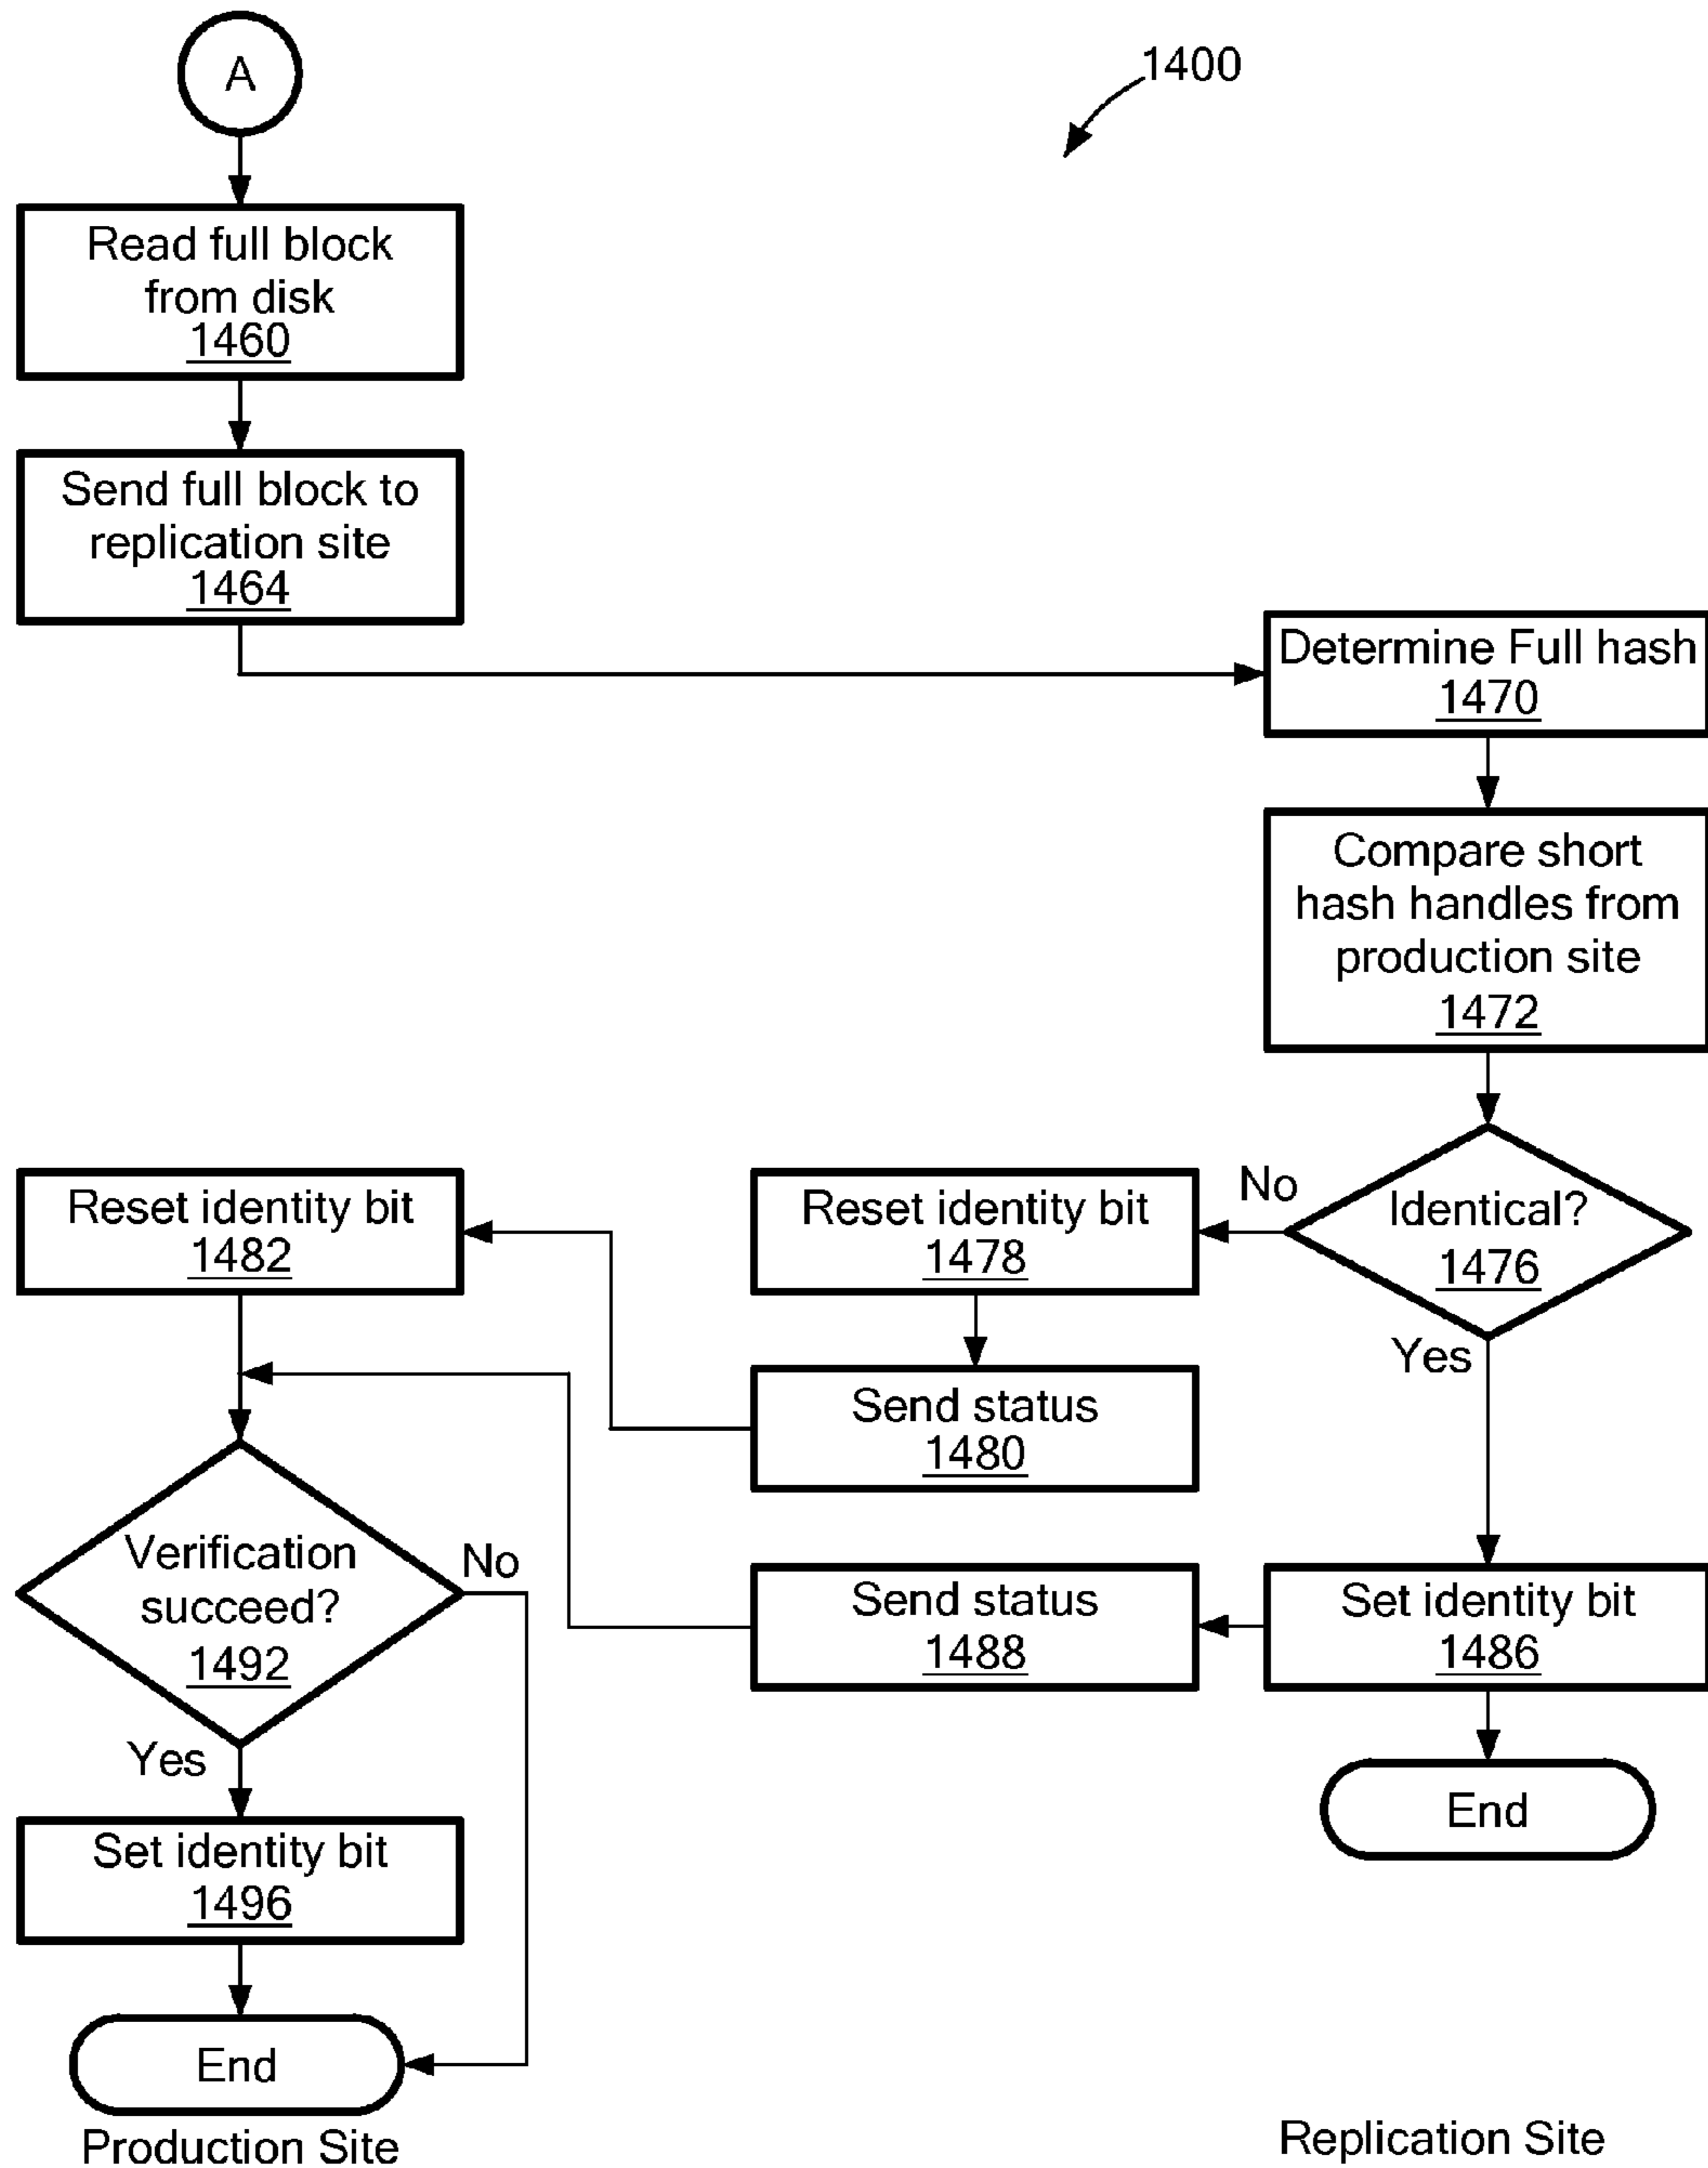 A
1400
Read full block
from disk
1460
Send full block to
replication site
1464
Determine Full hash
1470
Compare short
hash handles from
production site
1472
Identical?
1476
No
Yes
Reset identity bit
1478
Send status
1480
Reset identity bit
1482
Set identity bit
1486
Send status
1488
End
Verification
succeed?
1492
No
Yes
Set identity bit
1496
End
Production Site
Replication Site